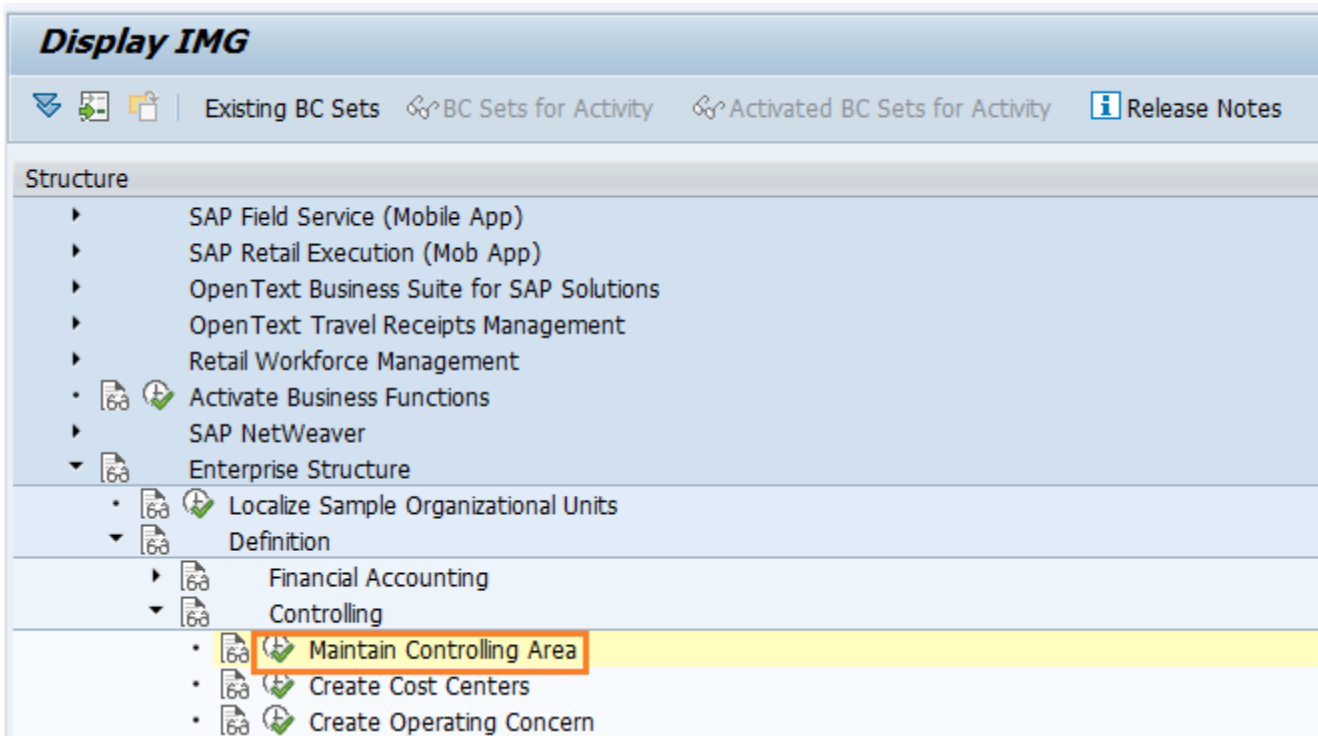 Display IMG
Existing BC Sets BC Sets for Activity Activated BC Sets for Activity Release Notes
Structure
SAP Field Service (Mobile App)
SAP Retail Execution (Mob App)
OpenText Business Suite for SAP Solutions
OpenText Travel Receipts Management
Retail Workforce Management
Activate Business Functions
SAP NetWeaver
Enterprise Structure
Localize Sample Organizational Units
Definition
Financial Accounting
Controlling
Maintain Controlling Area
Create Cost Centers
Create Operating Concern